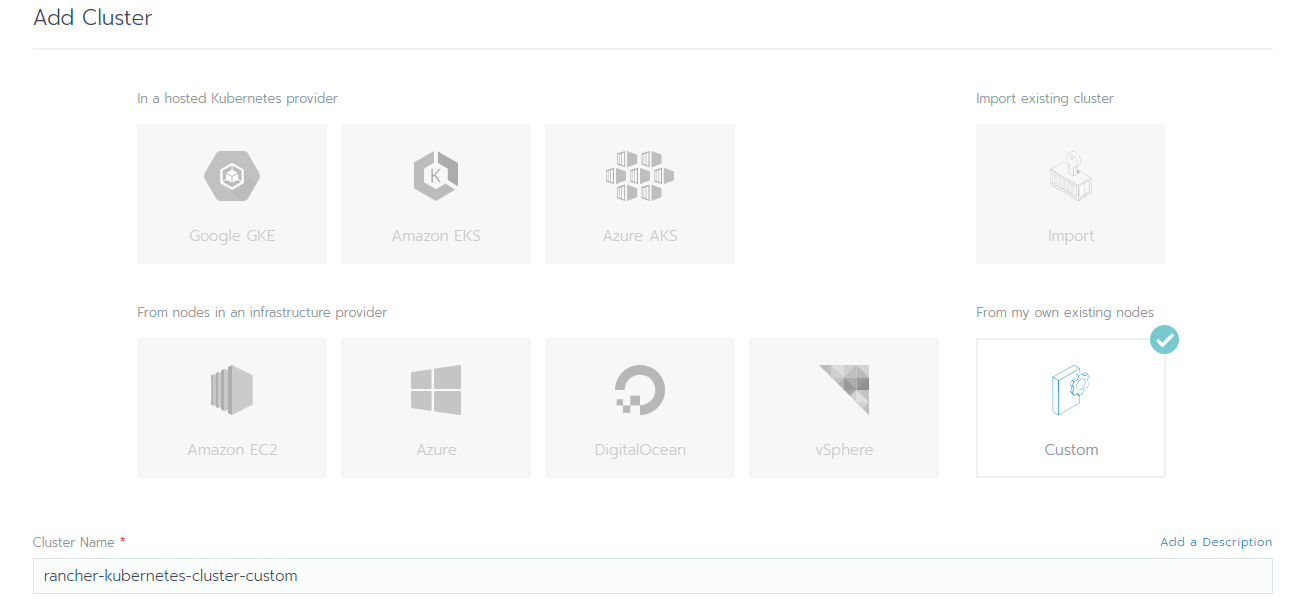 Add Cluster
In a hosted Kubernetes provider
Import existing cluster
K
Google GKE
Amazon EKS
Azure AKS
Import
From nodes in an infrastructure provider
From my own existing nodes
Amazon EC2
Azure
DigitalOcean
vSphere
Custom
Cluster Name *
Add a Description
rancher-kubernetes-cluster-custom